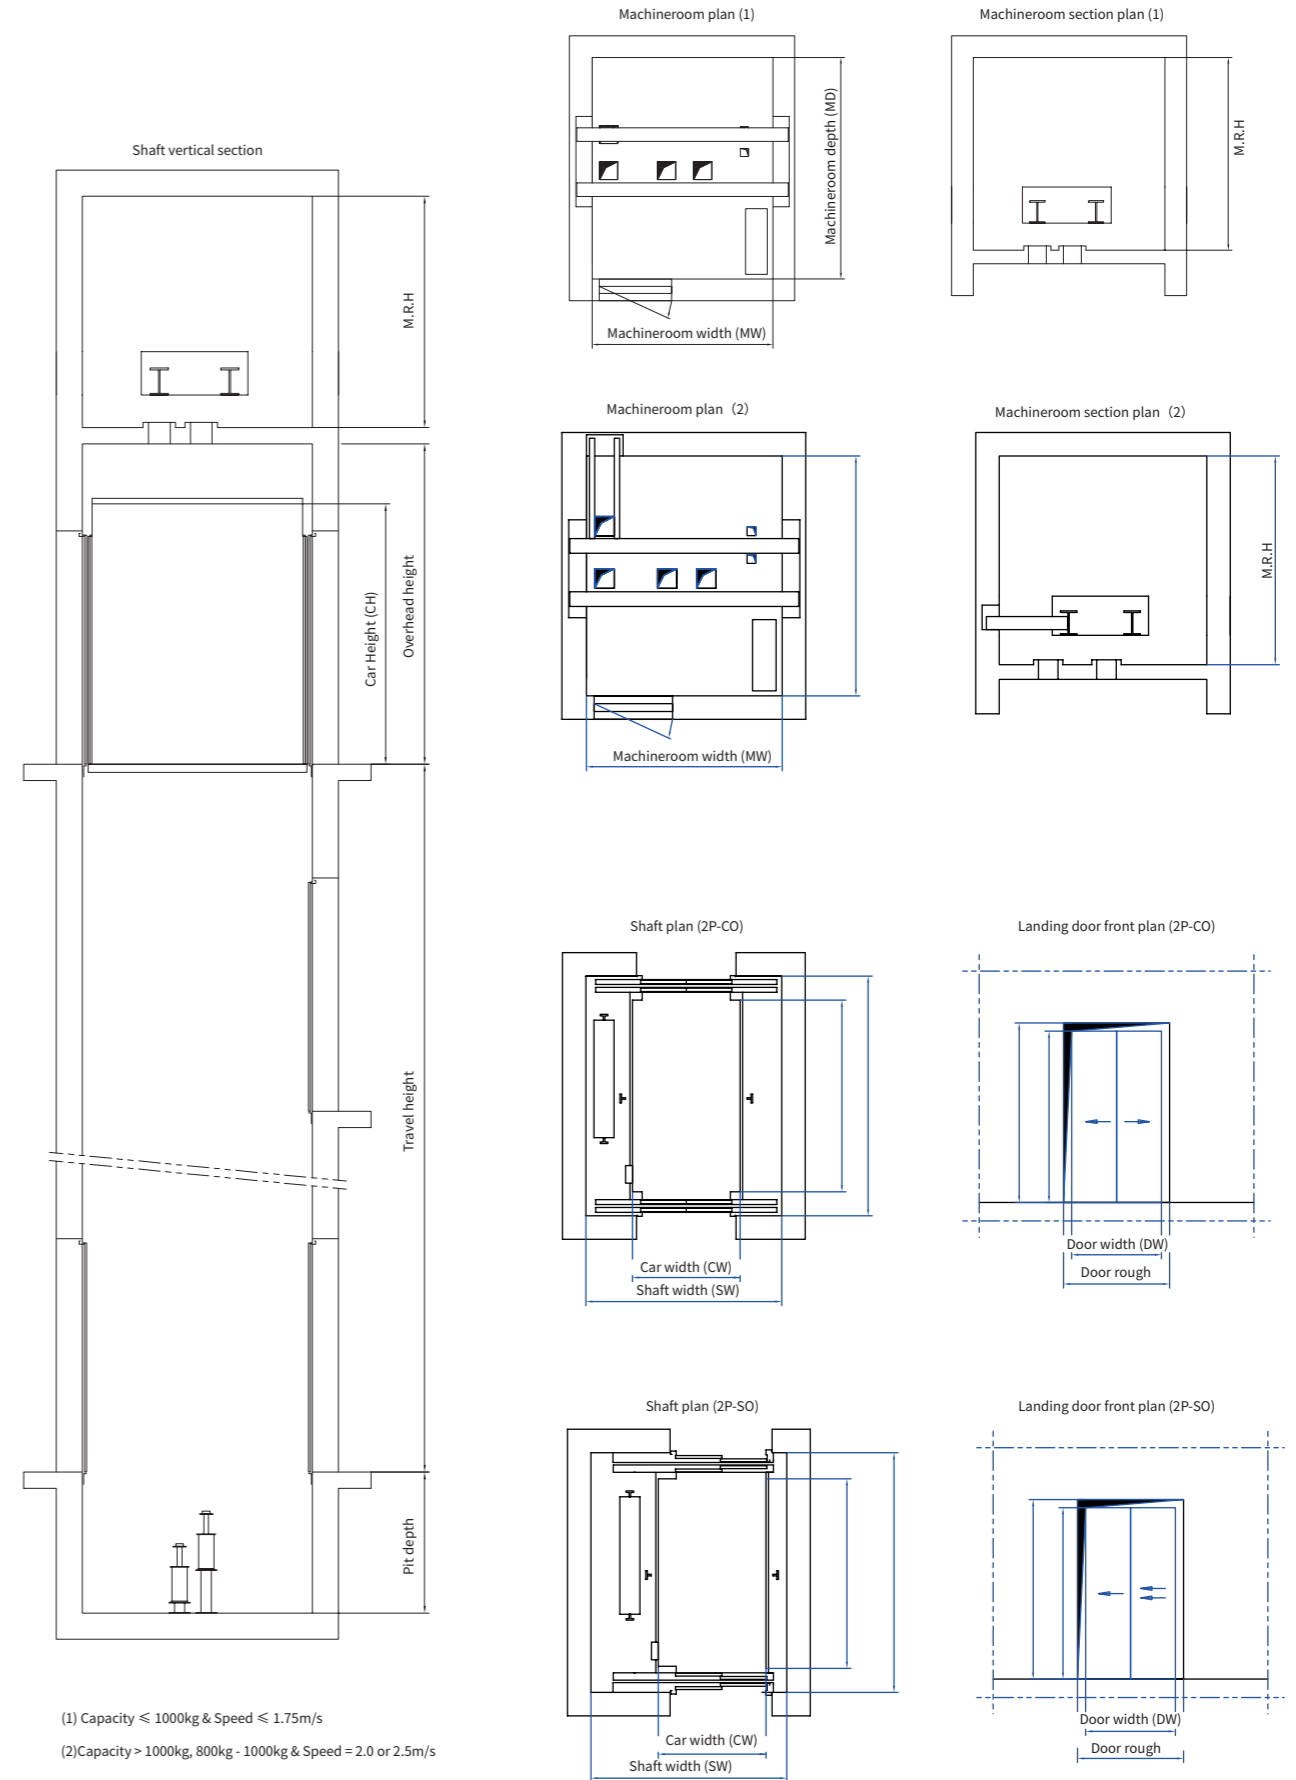 Machineroom plan (1)
Machineroom section plan (1)
Machineroom depth (MD)
M.R.H
Machineroom width (MW)
Shaft vertical section
M.R.H
Car Height (CH)
Overhead height
Travel height
Pit depth
Machineroom plan（2）
Machineroom section plan（2）
M.R.H
Machineroom width (MW)
Shaft plan (2P-CO)
Landing door front plan (2P-CO)
Car width (CW)
Shaft width (SW)
Door width (DW)
Door rough
Shaft plan (2P-SO)
Landing door front plan (2P-SO)
Car width (CW)
Shaft width (SW)
Door width (DW)
Door rough
(1) Capacity ≤ 1000kg & Speed ≤ 1.75m/s
(2)Capacity > 1000kg, 800kg - 1000kg & Speed = 2.0 or 2.5m/s